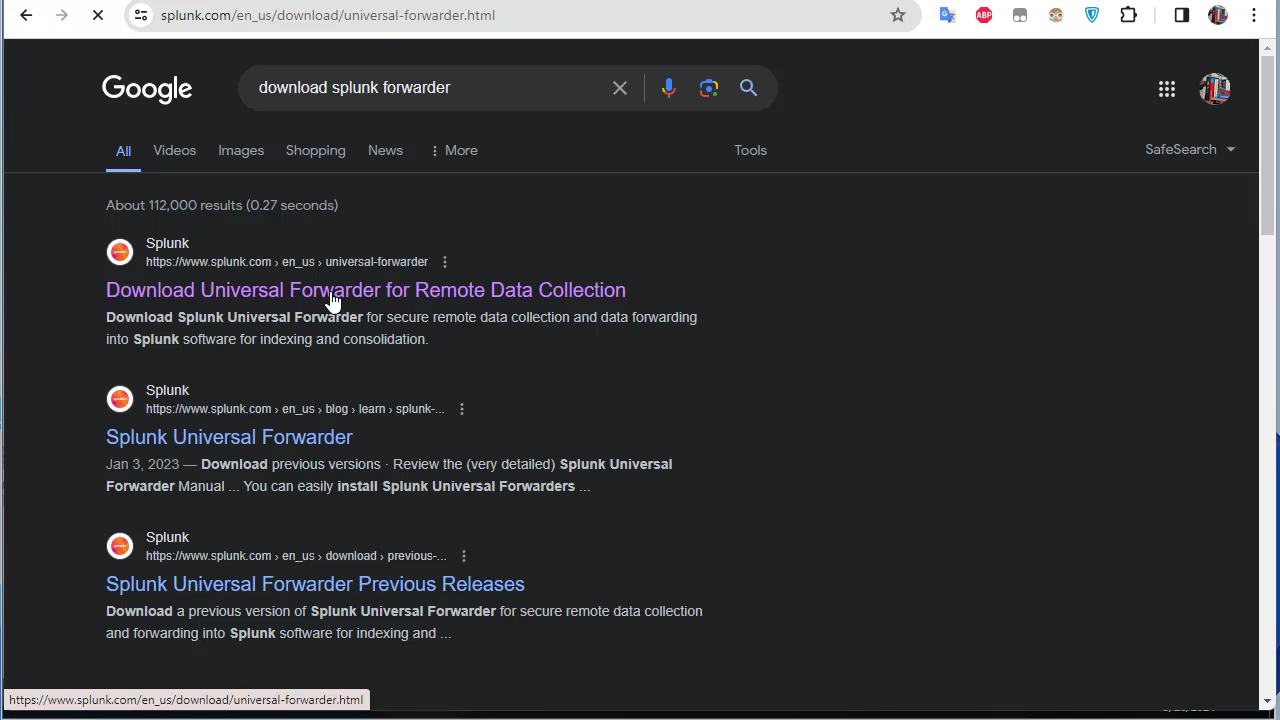 splunk.com/en_us/download/universal-forwarder.html
ABP
Google
download splunk forwarder
All
Videos
Images
Shopping
News
More
Tools
SafeSearch
About 112,000 results (0.27 seconds)
Splunk
https://www.splunk.com › en_us › universal-forwarder
Download Universal Forwarder for Remote Data Collection
Download Splunk Universal Forwarder for secure remote data collection and data forwarding
into Splunk software for indexing and consolidation.
Splunk
https://www.splunk.com › en_us › blog › learn › splunk-...
Splunk Universal Forwarder
Jan 3, 2023 — Download previous versions · Review the (very detailed) Splunk Universal
Forwarder Manual ... You can easily install Splunk Universal Forwarders ...
Splunk
https://www.splunk.com › en_us › download › previous-...
Splunk Universal Forwarder Previous Releases
Download a previous version of Splunk Universal Forwarder for secure remote data collection
and forwarding into Splunk software for indexing and ...
https://www.splunk.com/en_us/download/universal-forwarder.html